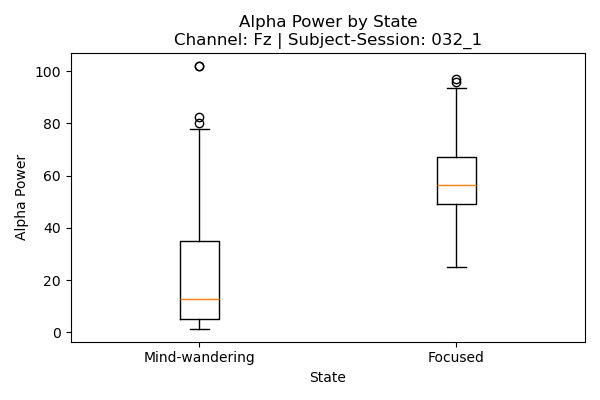 Alpha Power by State
Channel: Fz | Subject-Session: 032_1
100
80
60
40
20
0
Alpha Power
Mind-wandering
Focused
State